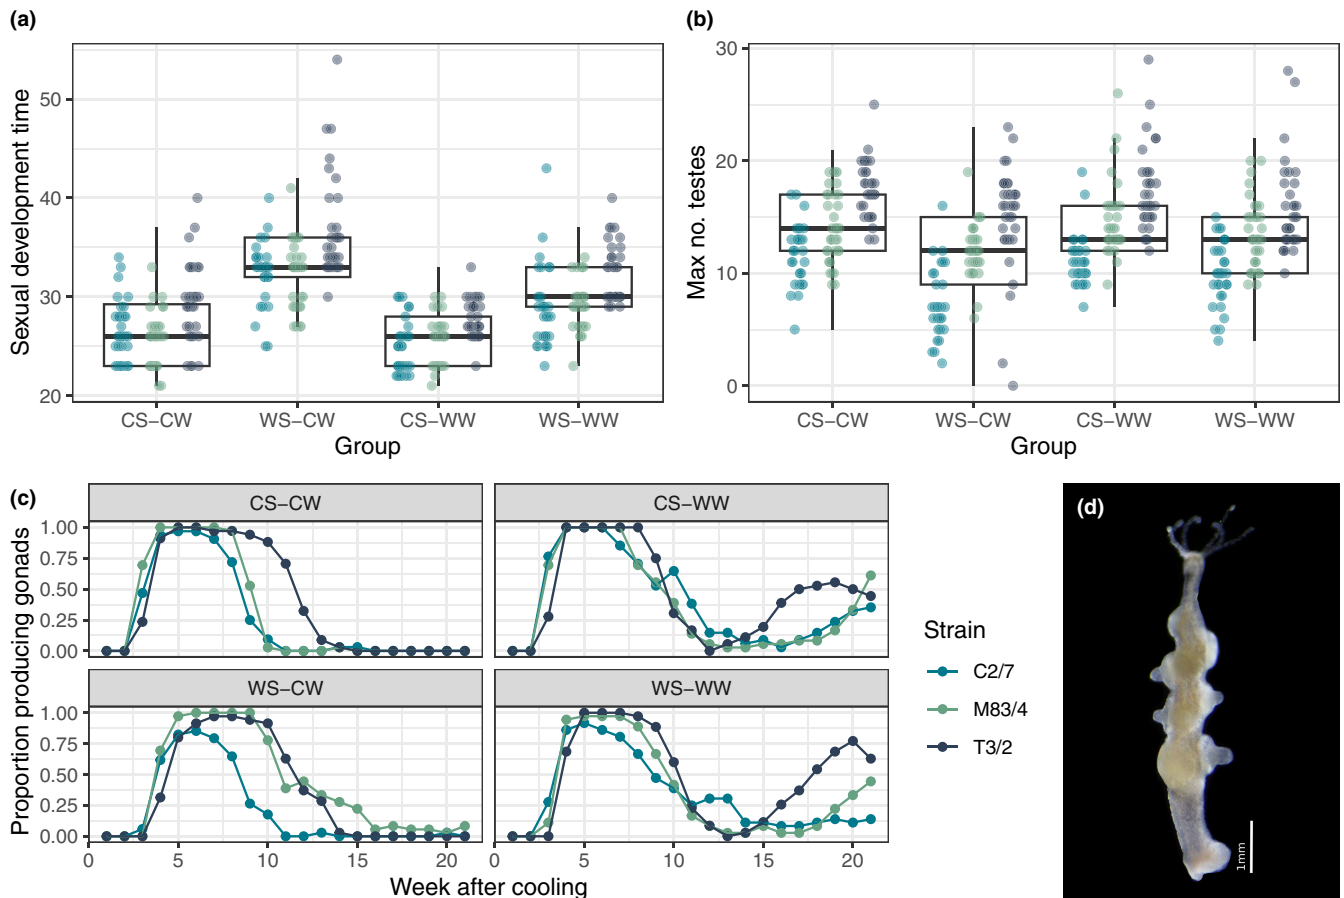 (a)
Sexual development time
50
40
30
20
CS−CW
WS−CW
CS−WW
WS−WW
Group
(b)
Max no. testes
30
20
10
0
CS−CW
WS−CW
CS−WW
WS−WW
Group
(c)
Proportion producing gonads
CS−CW
CS−WW
1.00
0.75
0.50
0.25
0.00
WS−CW
WS−WW
1.00
0.75
0.50
0.25
0.00
0
5
10
15
20
0
5
10
15
20
Week after cooling
Strain
C2/7
M83/4
T3/2
(d)
1mm